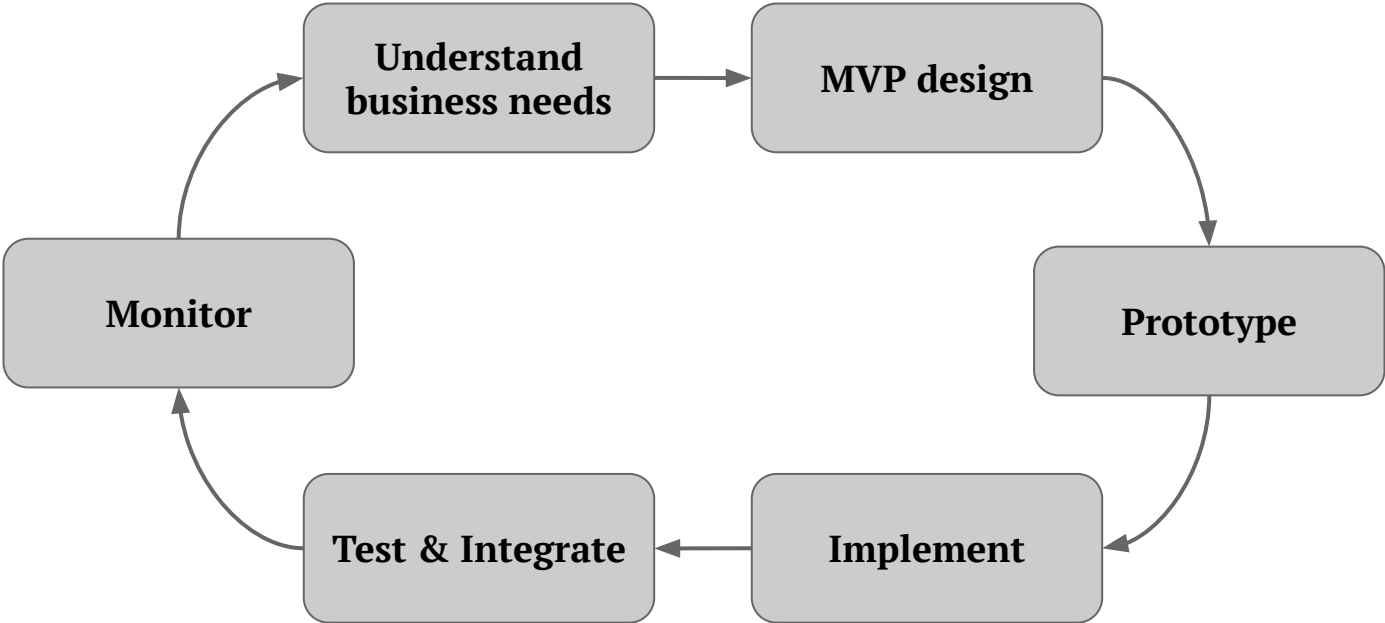 Understand
business needs
MVP design
Monitor
Prototype
Test & Integrate
Implement